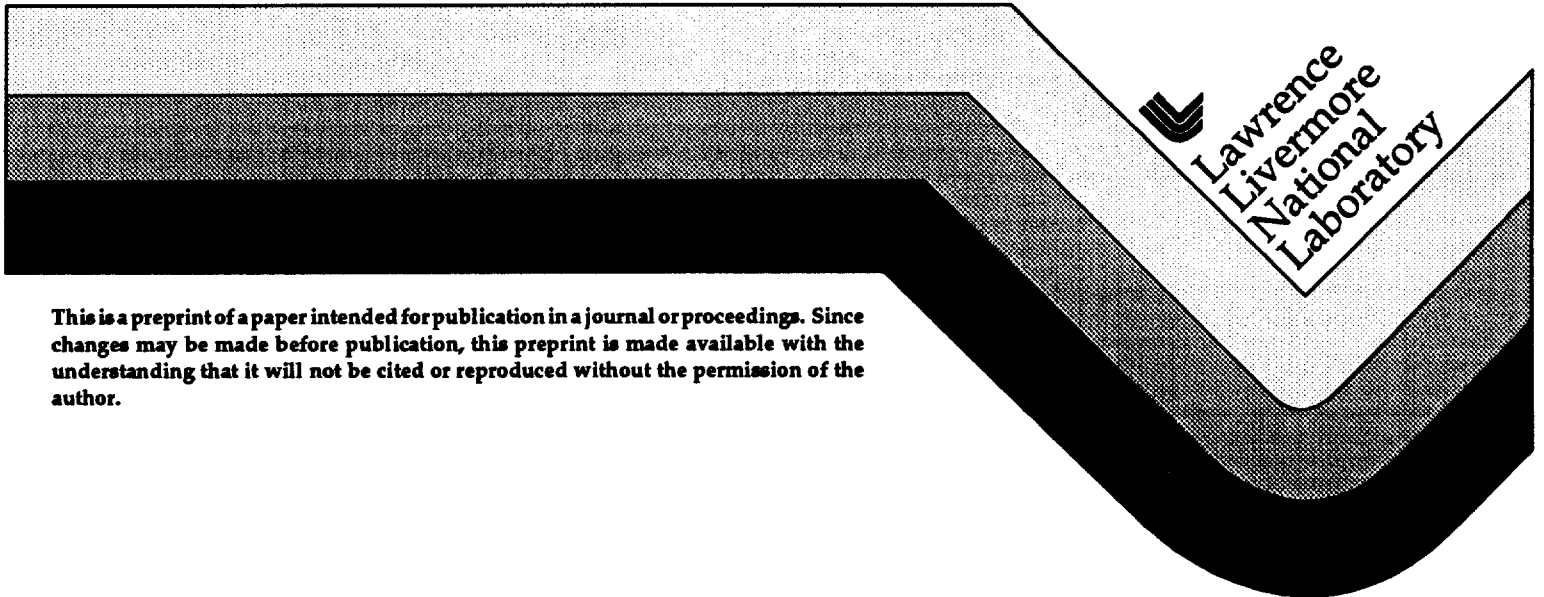 Lawrence
Livermore
National
Laboratory
This is a preprint of a paper intended for publication in a journal or proceedings. Since
changes may be made before publication, this preprint is made available with the
understanding that it will not be cited or reproduced without the permission of the
author.